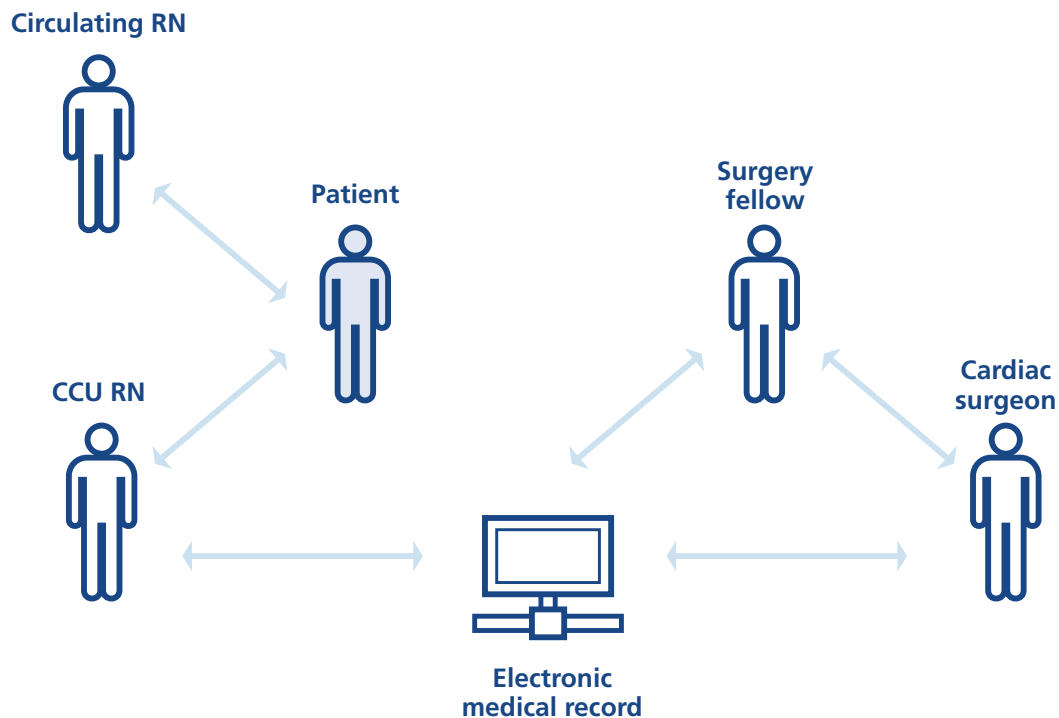 Circulating RN
Patient
Surgery
fellow
CCU RN
Cardiac
surgeon
Electronic
medical record